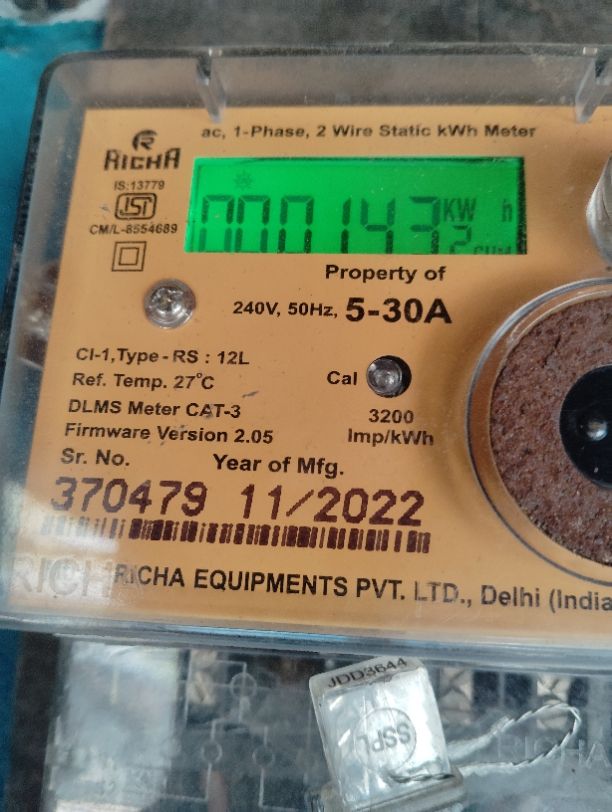 ac, 1-Phase, 2 Wire Static kWh Meter
RICHA
IS:13779
ISI
CM/L-8554689
000143 KW h
2 CUM
Property of
240V, 50Hz, 5-30A
Cl-1,Type - RS : 12L
Ref. Temp. 27°C
Cal
DLMS Meter CAT-3
3200
Firmware Version 2.05
Imp/kWh
Sr. No. Year of Mfg.
370479 11/2022
RICHA EQUIPMENTS PVT. LTD., Delhi (India
RICHA
JDD3644
SSPL
RICHA